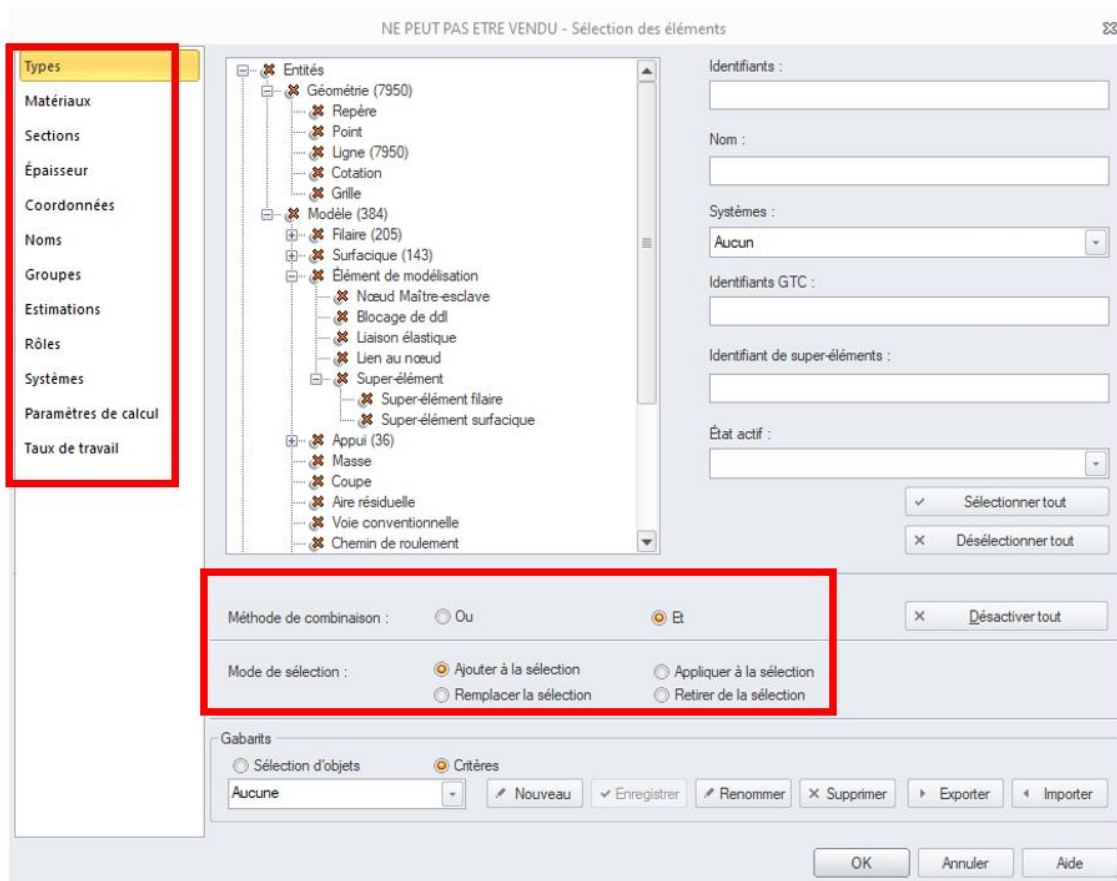 NE PEUT PAS ETRE VENDU - Sélection des éléments
Types
Matériaux
Sections
Épaisseur
Coordonnées
Noms
Groupes
Estimations
Rôles
Systèmes
Paramètres de calcul
Taux de travail
Entités
Géométrie (7950)
Repère
Point
Ligne (7950)
Cotation
Grille
Modèle (384)
Filaire (205)
Surfacique (143)
Élément de modélisation
Nœud Maître-esclave
Blocage de ddl
Liaison élastique
Lien au nœud
Super-élément
Super-élément filaire
Super-élément surfacique
Appui (36)
Masse
Coupe
Aire résiduelle
Voie conventionnelle
Chemin de roulement
Identifiants :
Nom :
Systèmes :
Aucun
Identifiants GTC :
Identifiant de super-éléments :
État actif :
Sélectionner tout
Désélectionner tout
Méthode de combinaison : Ou Et
Désactiver tout
Mode de sélection : Ajouter à la sélection Appliquer à la sélection
Remplacer la sélection Retirer de la sélection
Gabarits
Sélection d'objets Critères
Aucune Nouveau Enregistrer Renommer Supprimer Exporter Importer
OK Annuler Aide